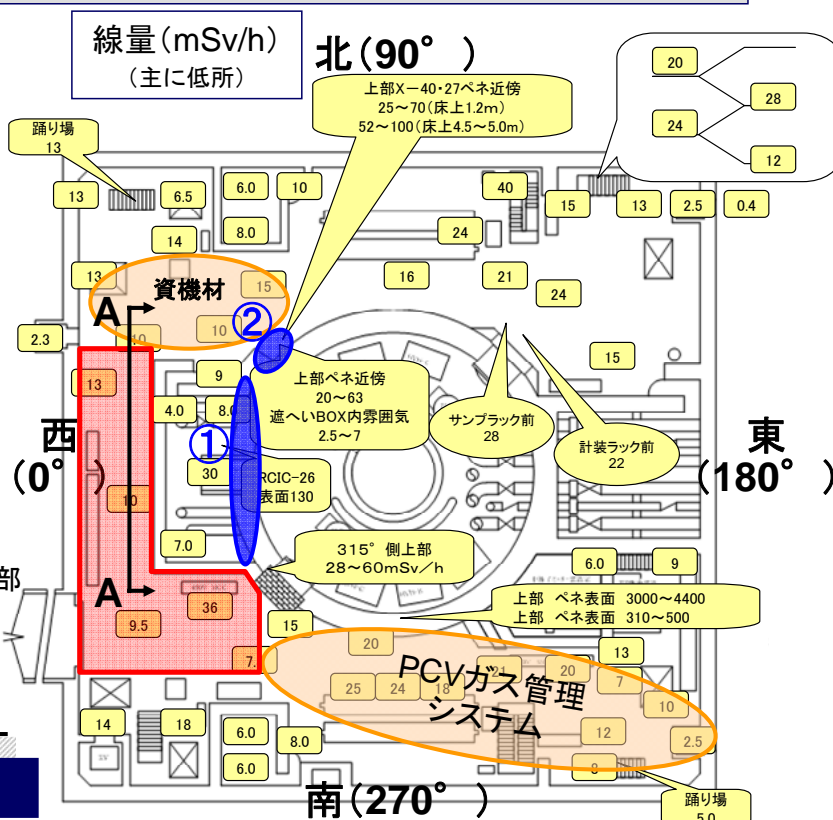 線量(mSv/h)
(主に低所)
北(90°)
上部X-40・27ペネ近傍
25~70(床上1.2m)
52~100(床上4.5~5.0m)
20
28
24
12
踊り場
13
13
6.5
6.0
10
40
15
13
2.5
0.4
8.0
24
14
13
資機材
15
16
21
24
A
10
10
②
2.3
15
13
9
上部ペネ近傍
20~63
遮へいBOX内雰囲気
2.5~7
4.0
8.0
サンプラック前
28
計装ラック前
22
西
(0°)
東
(180°)
①
30
RCIC-26
表面130
10
7.0
315°側上部
28~60mSv/h
6.0
9
部
A
36
9.5
上部 ペネ表面 3000~4400
上部 ペネ表面 310~500
15
20
13
7.
21
20
7
PCVガス管理
システム
25
24
18
10
14
18
6.0
8.0
12
2.5
6.0
8
南(270°)
踊り場
5.0